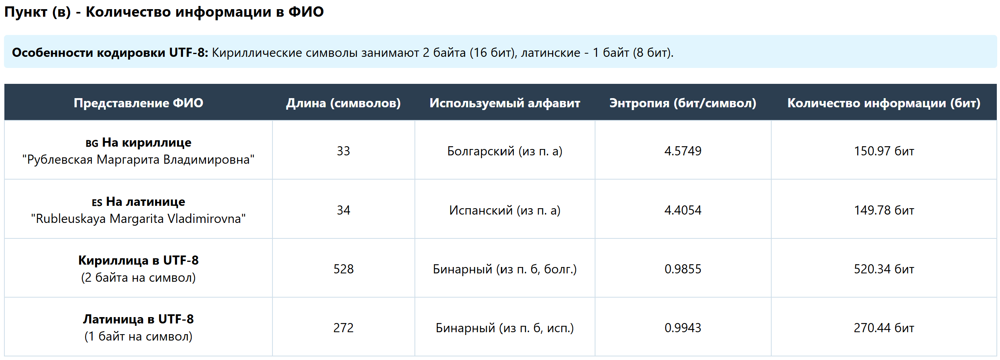 Пункт (в) - Количество информации в ФИО
Особенности кодировки UTF-8: Кириллические символы занимают 2 байта (16 бит), латинские - 1 байт (8 бит).
Представление ФИО Длина (символов) Используемый алфавит Энтропия (бит/символ) Количество информации (бит)
BG На кириллице
"Рублевская Маргарита Владимировна" 33 Болгарский (из п. а) 4.5749 150.97 бит
ES На латинице
"Rubleuskaya Margarita Vladimirovna" 34 Испанский (из п. а) 4.4054 149.78 бит
Кириллица в UTF-8
(2 байта на символ) 528 Бинарный (из п. б, болг.) 0.9855 520.34 бит
Латиница в UTF-8
(1 байт на символ) 272 Бинарный (из п. б, исп.) 0.9943 270.44 бит